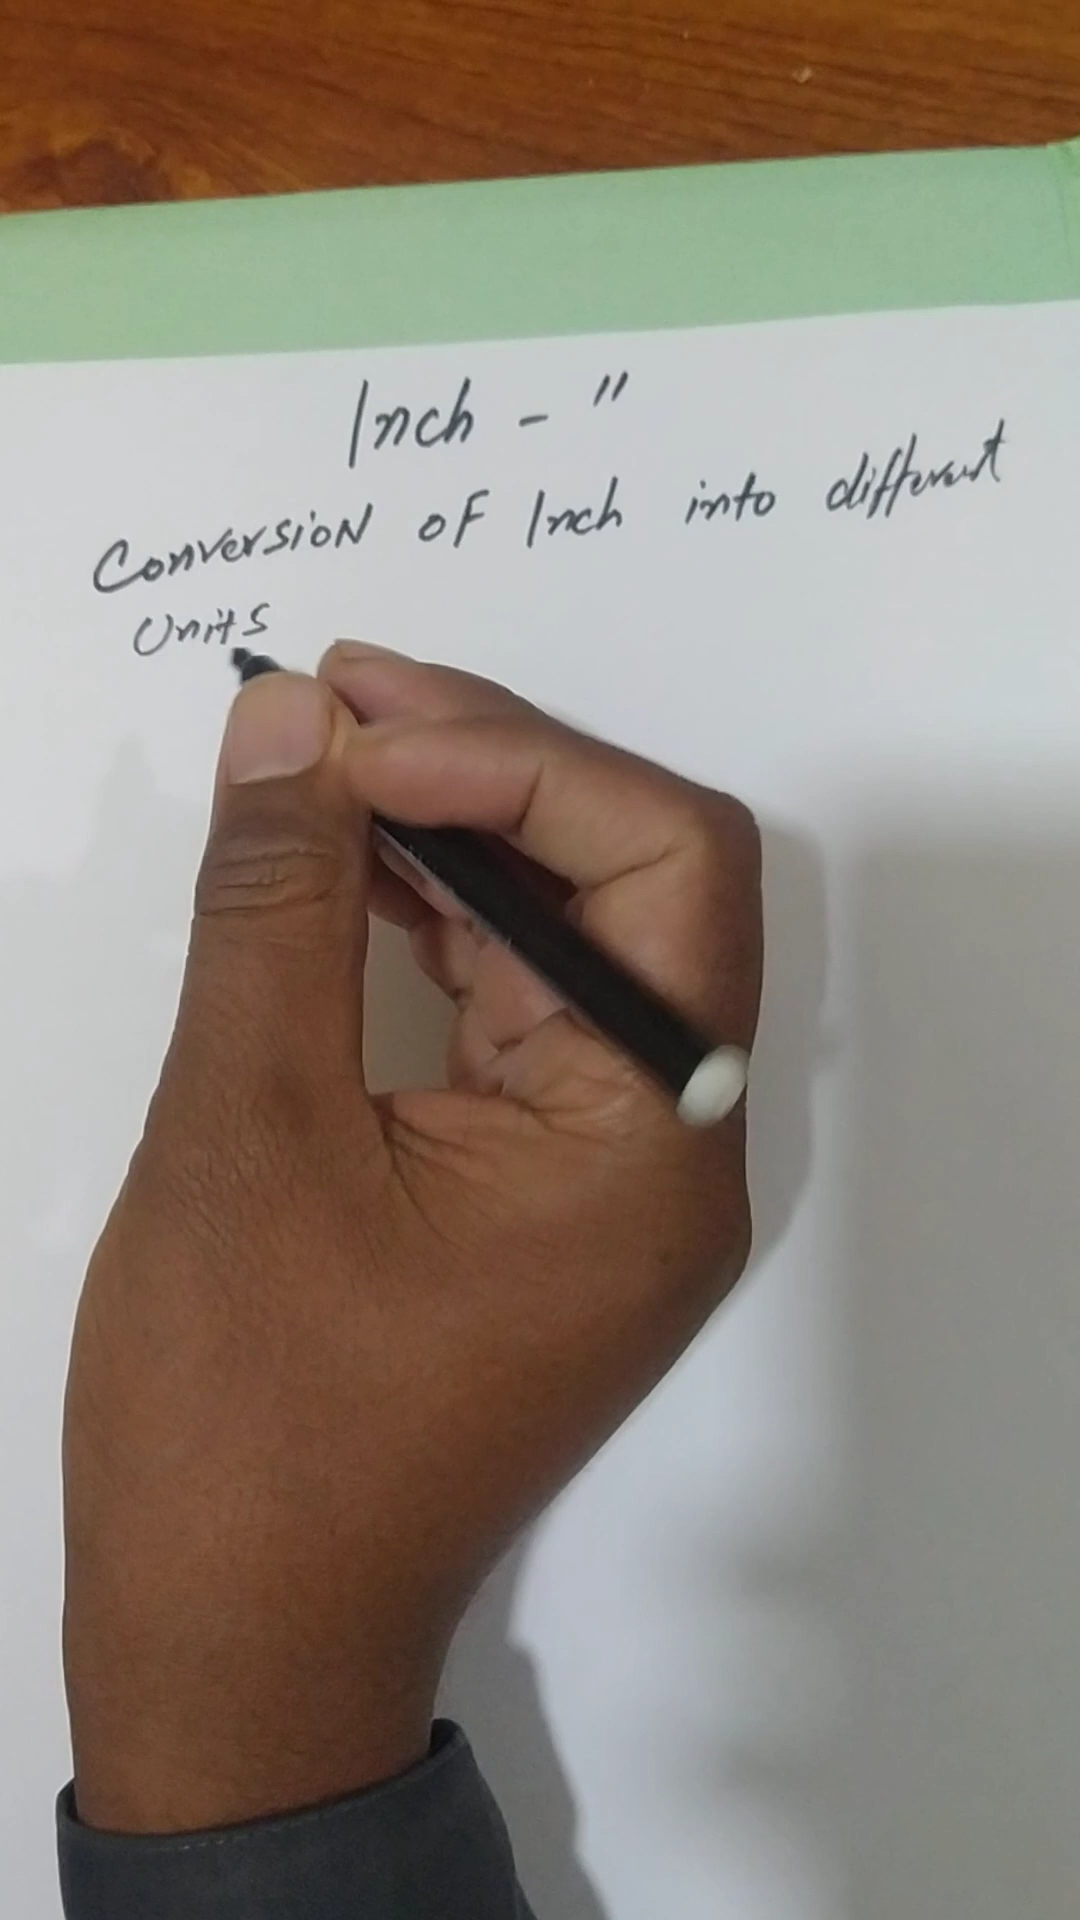 Inch - "
Conversion of Inch into different
Units